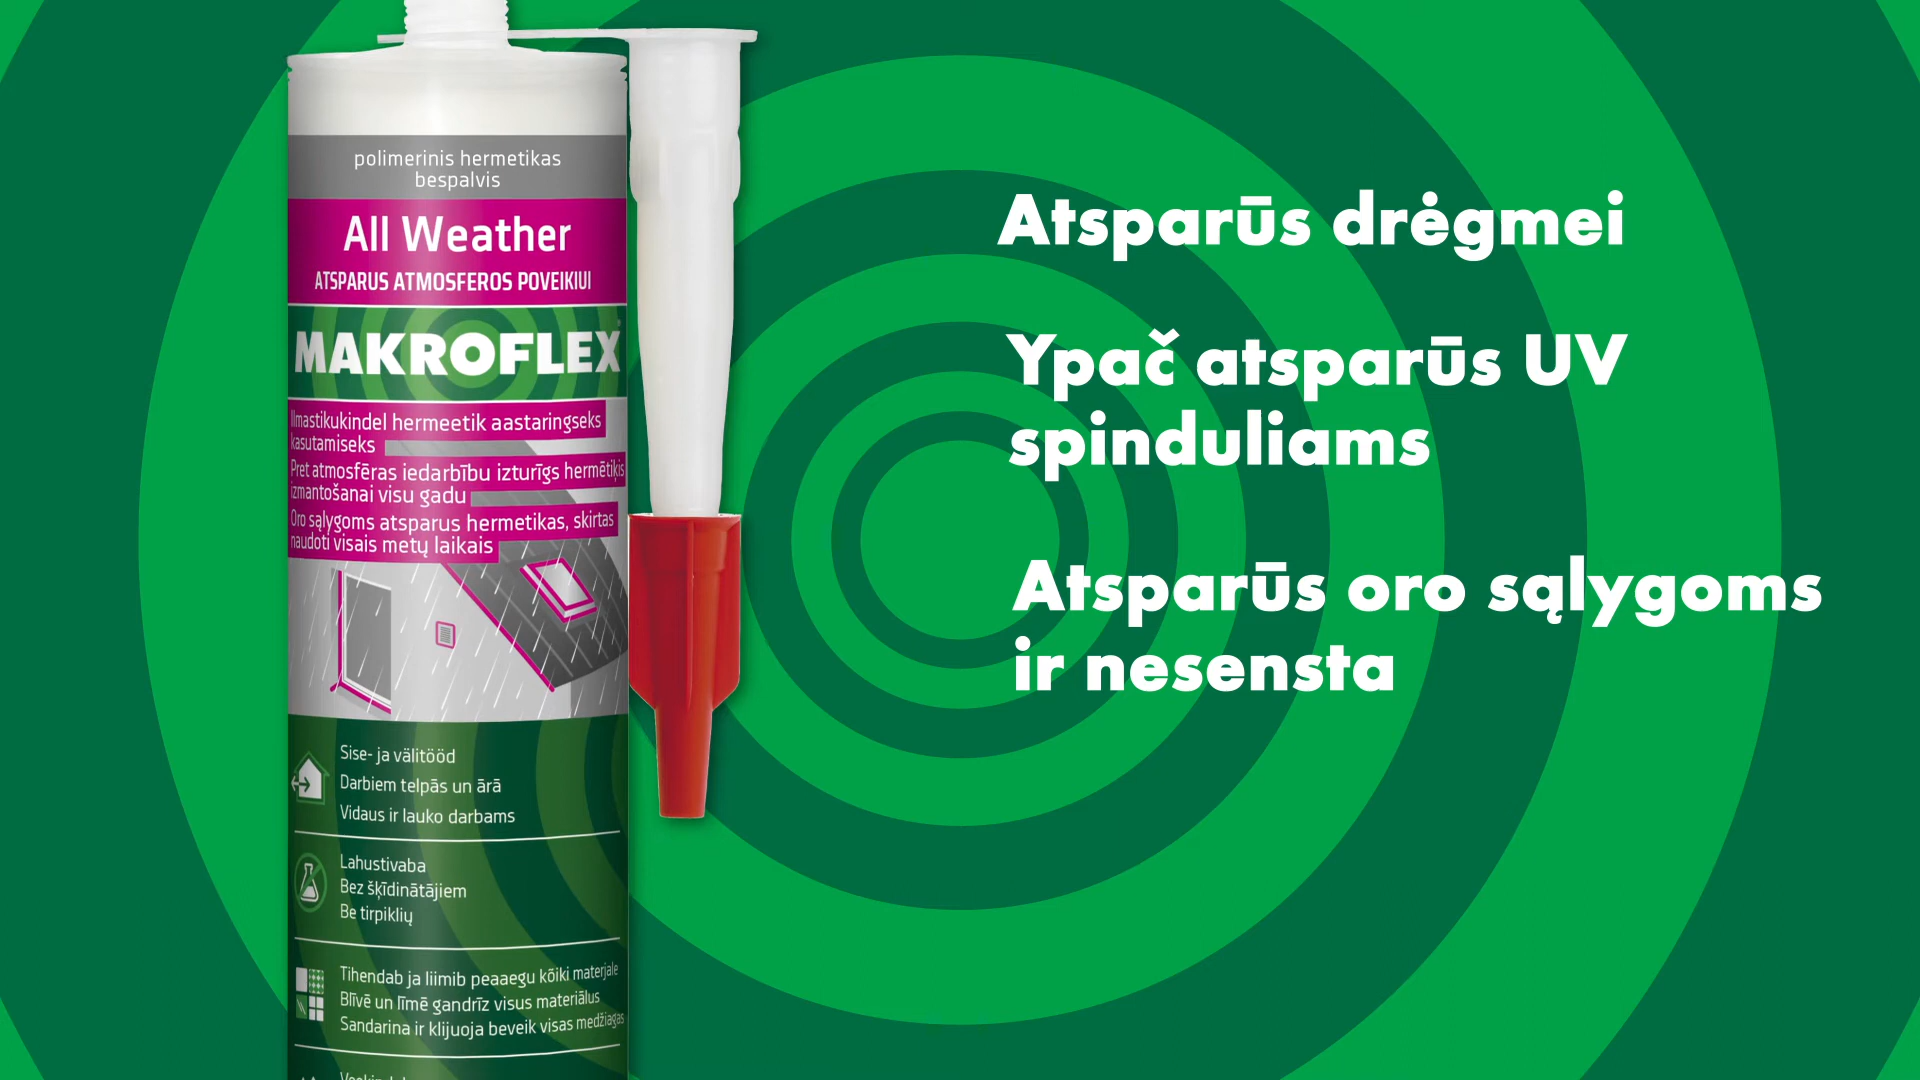 polimerinis hermetikas
bespalvis
All Weather
ATSPARUS ATMOSFEROS POVEIKIUI
MAKROFLEX
Ilmastikukindel hermeetik aastaringseks
kasutamiseks
Pret atmosfēras iedarbību izturīgs hermētiķis
izmantošanai visu gadu
Oro sąlygoms atsparus hermetikas, skirtas
naudoti visais metų laikais
Sise- ja välitööd
Darbiem telpās un ārā
Vidaus ir lauko darbams
Lahustivaba
Bez šķīdinātājiem
Be tirpiklių
Tihendab ja liimib peaaegu kõiki materjale
Blīvē un līmē gandrīz visus materiālus
Sandarina ir klijuoja beveik visas medžiagas
Atsparūs drėgmei
Ypač atsparūs UV
spinduliams
Atsparūs oro sąlygoms
ir nesensta